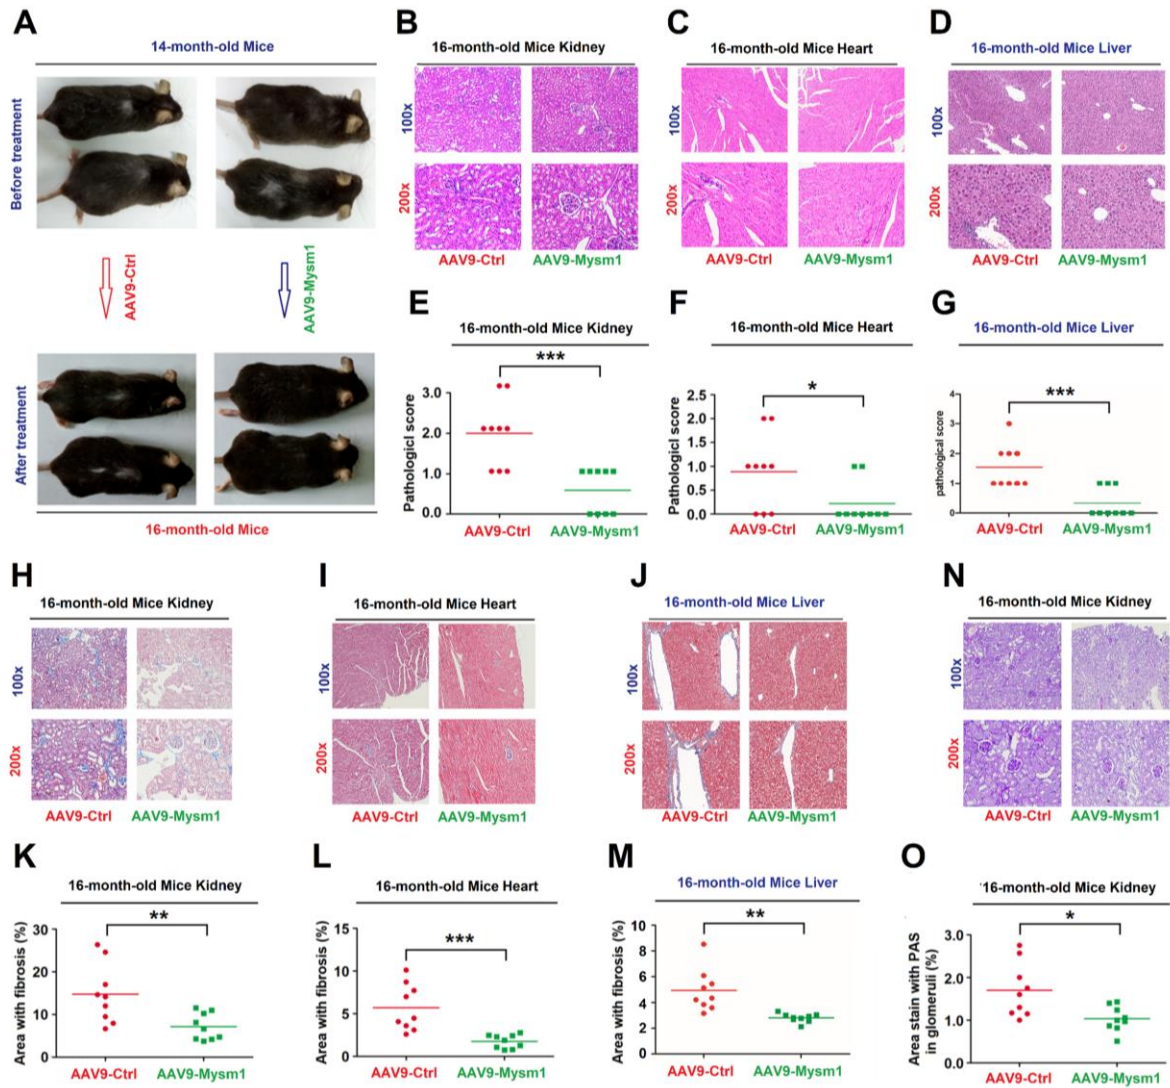 A
14-month-old Mice
Before treatment
AAV9-Ctrl
AAV9-Mysm1
After treatment
16-month-old Mice
B
16-month-old Mice Kidney
100x
200x
AAV9-Ctrl
AAV9-Mysm1
C
16-month-old Mice Heart
100x
200x
AAV9-Ctrl
AAV9-Mysm1
D
16-month-old Mice Liver
100x
200x
AAV9-Ctrl
AAV9-Mysm1
E
16-month-old Mice Kidney
***
Pathologicl score
3.0
2.0
1.0
0.0
AAV9-Ctrl
AAV9-Mysm1
F
16-month-old Mice Heart
*
Pathological score
2.5
2.0
1.5
1.0
0.5
0.0
AAV9-Ctrl
AAV9-Mysm1
G
16-month-old Mice Liver
***
pathological score
4
3
2
1
0
AAV9-Ctrl
AAV9-Mysm1
H
16-month-old Mice Kidney
100x
200x
AAV9-Ctrl
AAV9-Mysm1
I
16-month-old Mice Heart
100x
200x
AAV9-Ctrl
AAV9-Mysm1
J
16-month-old Mice Liver
100x
200x
AAV9-Ctrl
AAV9-Mysm1
N
16-month-old Mice Kidney
100x
200x
AAV9-Ctrl
AAV9-Mysm1
K
16-month-old Mice Kidney
**
Area with fibrosis (%)
30
20
10
0
AAV9-Ctrl
AAV9-Mysm1
L
16-month-old Mice Heart
***
Area with fibrosis (%)
15
10
5
0
AAV9-Ctrl
AAV9-Mysm1
M
16-month-old Mice Liver
**
Area with fibrosis (%)
10
8
6
4
2
0
AAV9-Ctrl
AAV9-Mysm1
O
16-month-old Mice Kidney
*
Area stain with PAS
in glomeruli (%)
3.0
2.0
1.0
0.0
AAV9-Ctrl
AAV9-Mysm1